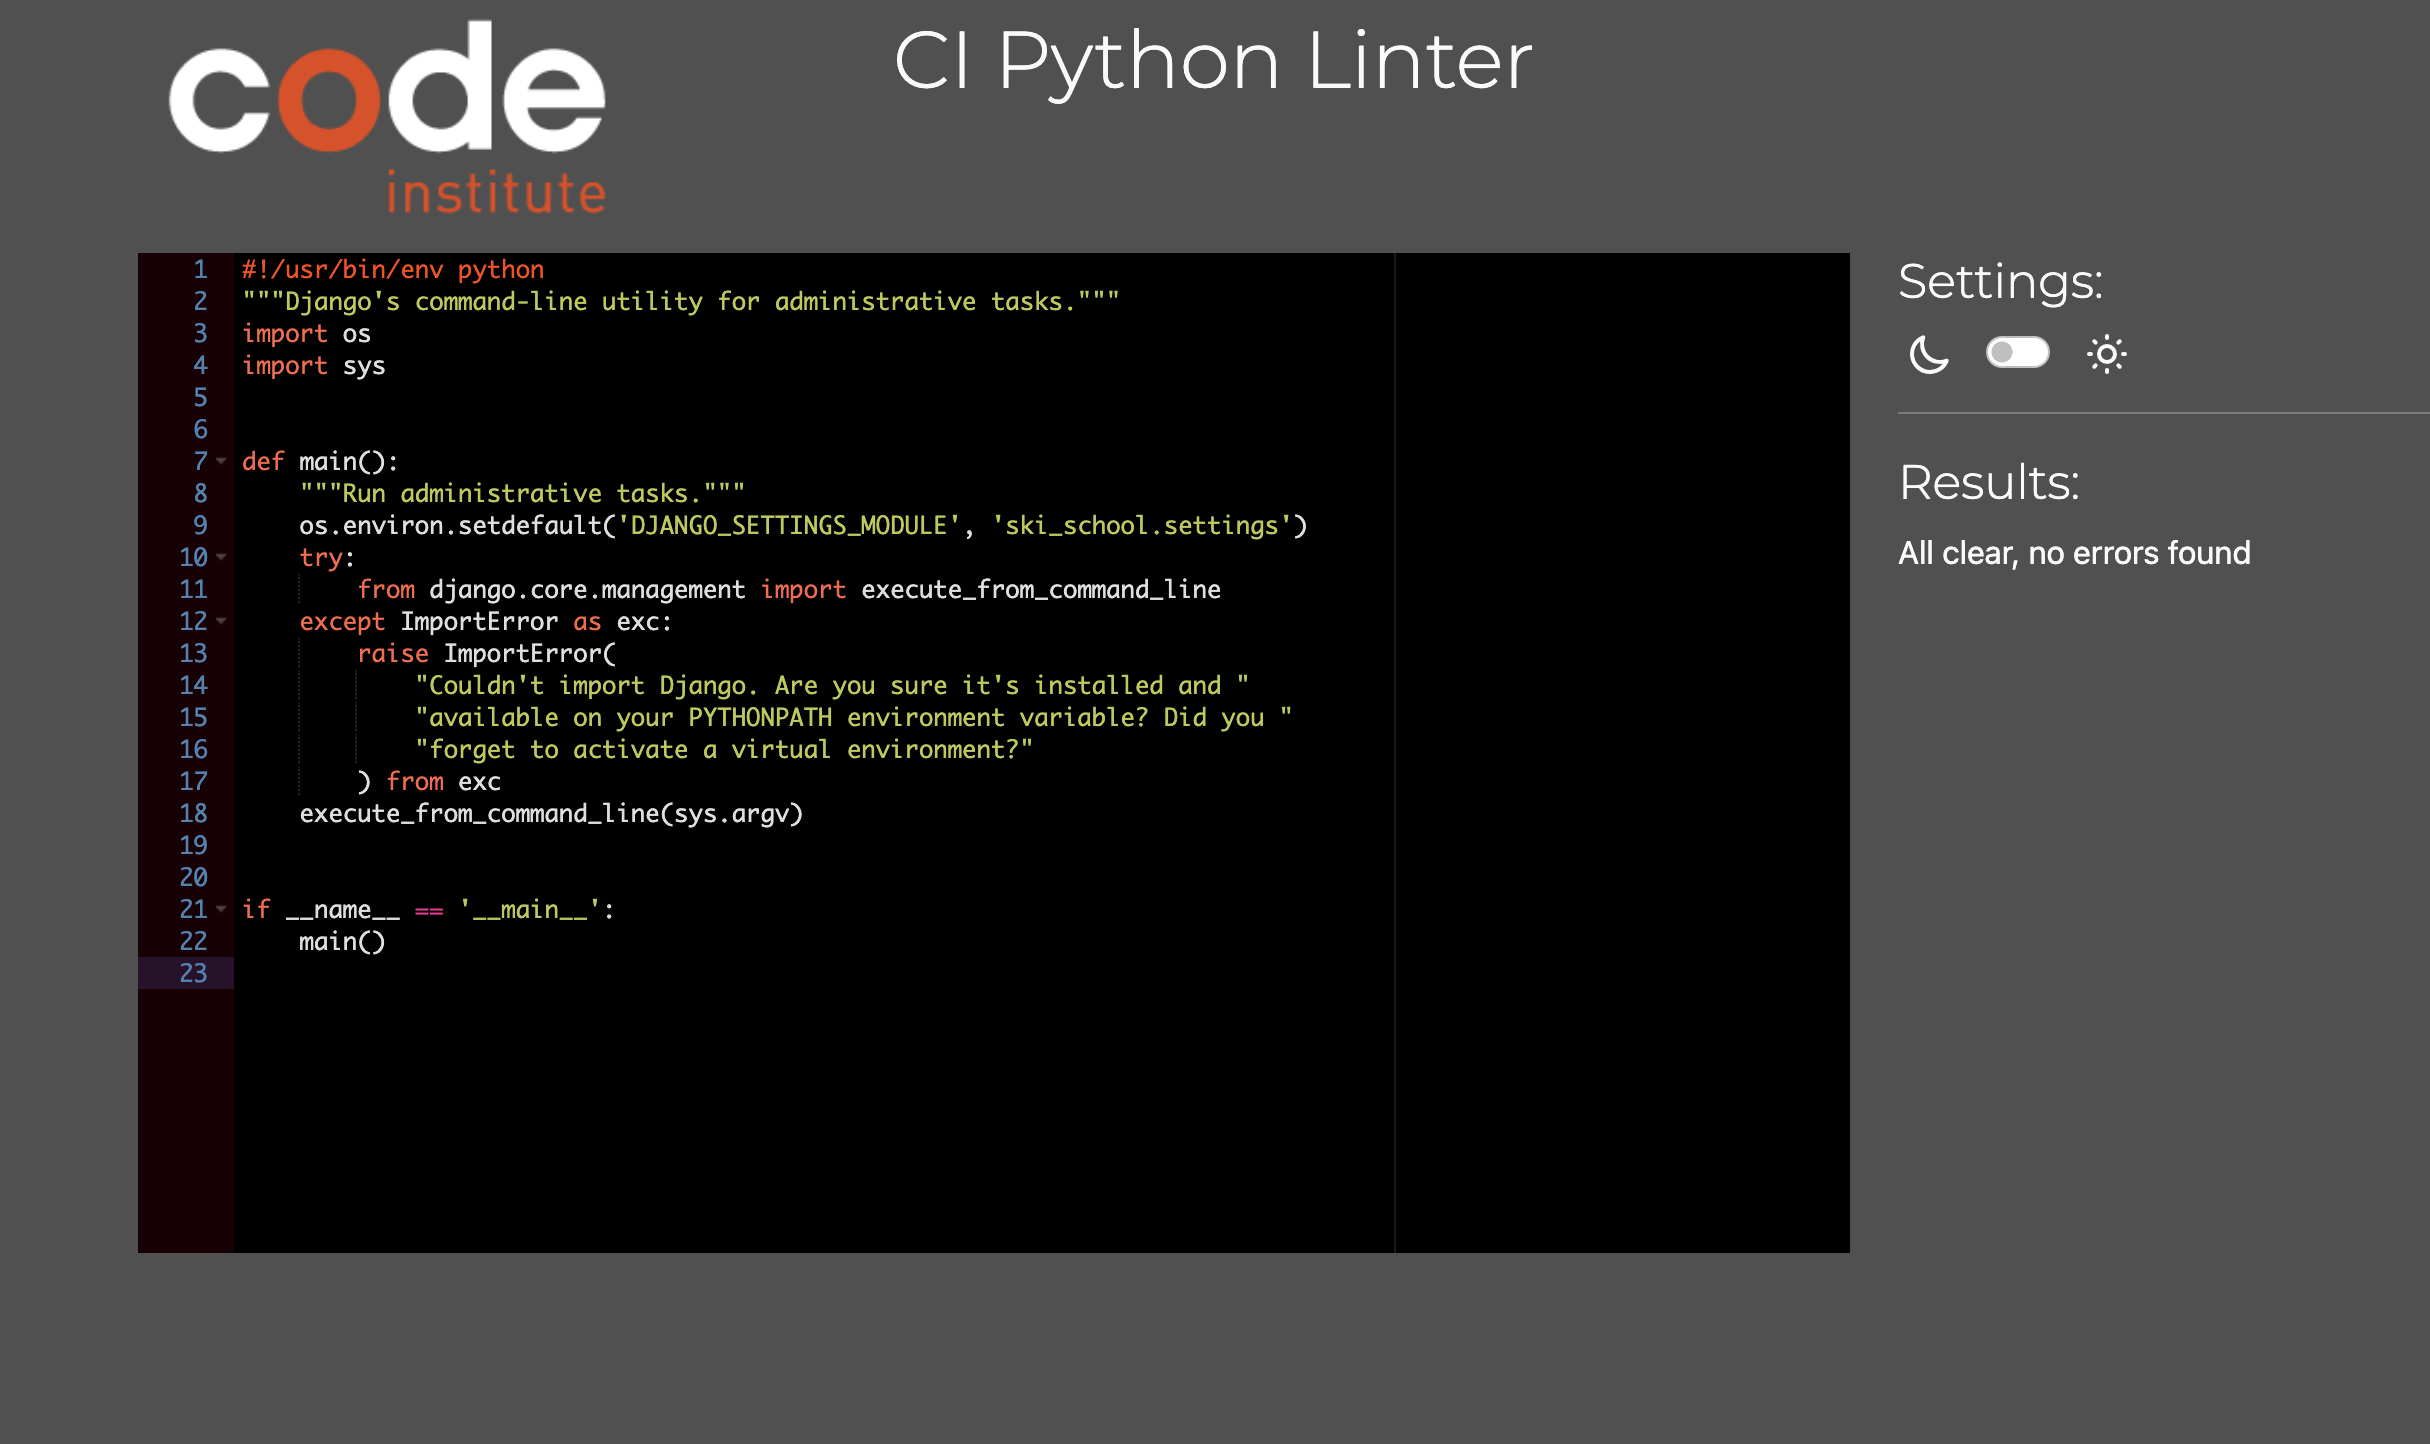 code
institute
CI Python Linter
1 #!/usr/bin/env python
2 """Django's command-line utility for administrative tasks."""
3 import os
4 import sys
5
6
7 def main():
8     """Run administrative tasks."""
9     os.environ.setdefault('DJANGO_SETTINGS_MODULE', 'ski_school.settings')
10     try:
11         from django.core.management import execute_from_command_line
12     except ImportError as exc:
13         raise ImportError(
14             "Couldn't import Django. Are you sure it's installed and "
15             "available on your PYTHONPATH environment variable? Did you "
16             "forget to activate a virtual environment?"
17         ) from exc
18     execute_from_command_line(sys.argv)
19
20
21 if __name__ == '__main__':
22     main()
23
Settings:
Results:
All clear, no errors found